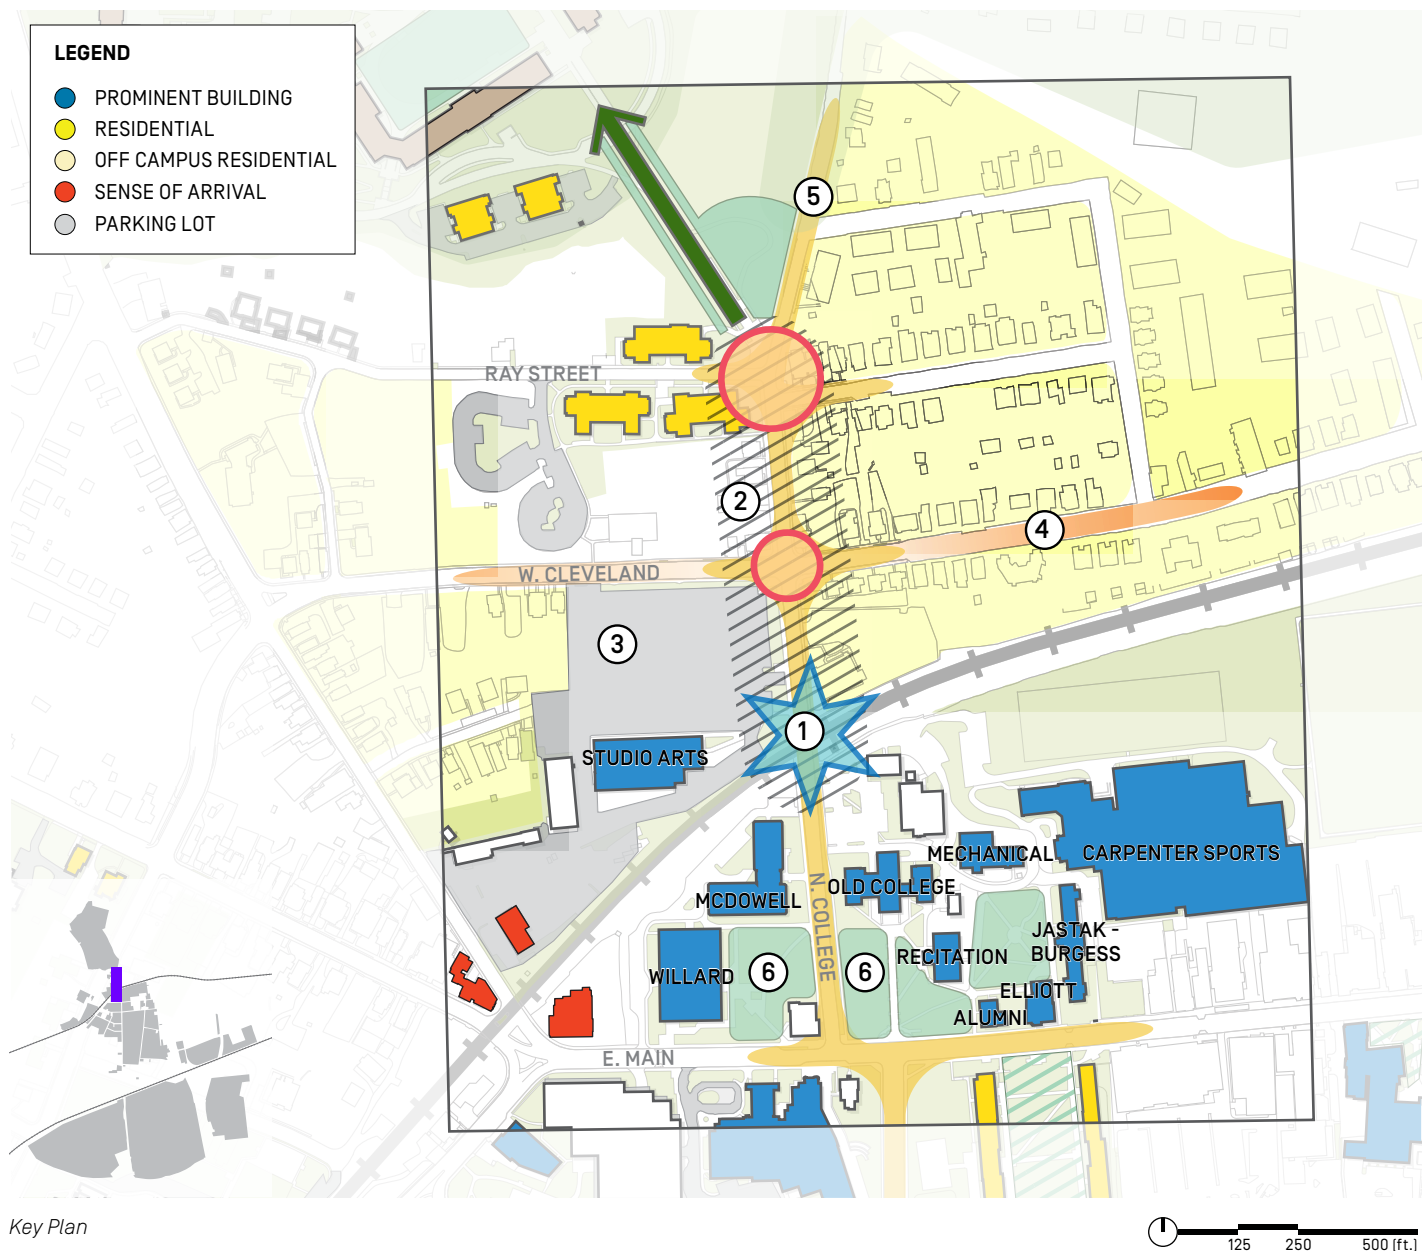 LEGEND
PROMINENT BUILDING
RESIDENTIAL
OFF CAMPUS RESIDENTIAL
SENSE OF ARRIVAL
PARKING LOT
5
RAY STREET
2
4
W. CLEVELAND
3
1
STUDIO ARTS
MECHANICAL
CARPENTER SPORTS
OLD COLLEGE
MCDOWELL
N. COLLEGE
JASTAK -
BURGESS
RECITATION
WILLARD
6
6
ELLIOTT
ALUMNI
E. MAIN
Key Plan
125
250
500 (ft.)